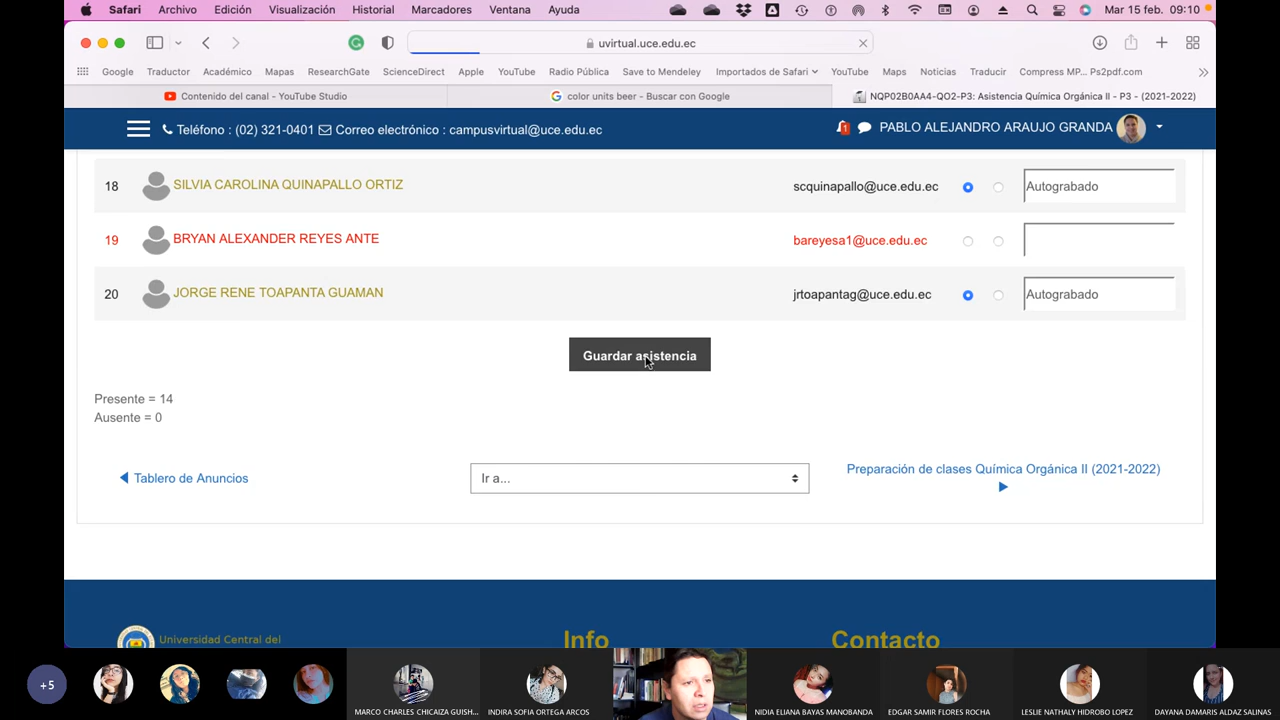 Safari Archivo Edición Visualización Historial Marcadores Ventana Ayuda Mar 15 feb. 09:10
uvirtual.uce.edu.ec
Google Traductor Académico Mapas ResearchGate ScienceDirect Apple YouTube Radio Pública Save to Mendeley Importados de Safari YouTube Maps Noticias Traducir Compress MP... Ps2pdf.com
Contenido del canal - YouTube Studio color units beer - Buscar con Google NQP02B0AA4-QO2-P3: Asistencia Química Orgánica II - P3 - (2021-2022)
Teléfono : (02) 321-0401 Correo electrónico : campusvirtual@uce.edu.ec 1 PABLO ALEJANDRO ARAUJO GRANDA
18 SILVIA CAROLINA QUINAPALLO ORTIZ scquinapallo@uce.edu.ec Autograbado
19 BRYAN ALEXANDER REYES ANTE bareyesa1@uce.edu.ec
20 JORGE RENE TOAPANTA GUAMAN jrtoapantag@uce.edu.ec Autograbado
Guardar asistencia
Presente = 14
Ausente = 0
Tablero de Anuncios Ir a... Preparación de clases Química Orgánica II (2021-2022)
Universidad Central del Info Contacto
+5 MARCO CHARLES CHICAIZA GUISH... INDIRA SOFIA ORTEGA ARCOS NIDIA ELIANA BAYAS MANOBANDA EDGAR SAMIR FLORES ROCHA LESLIE NATHALY HIDROBO LOPEZ DAYANA DAMARIS ALDAZ SALINAS